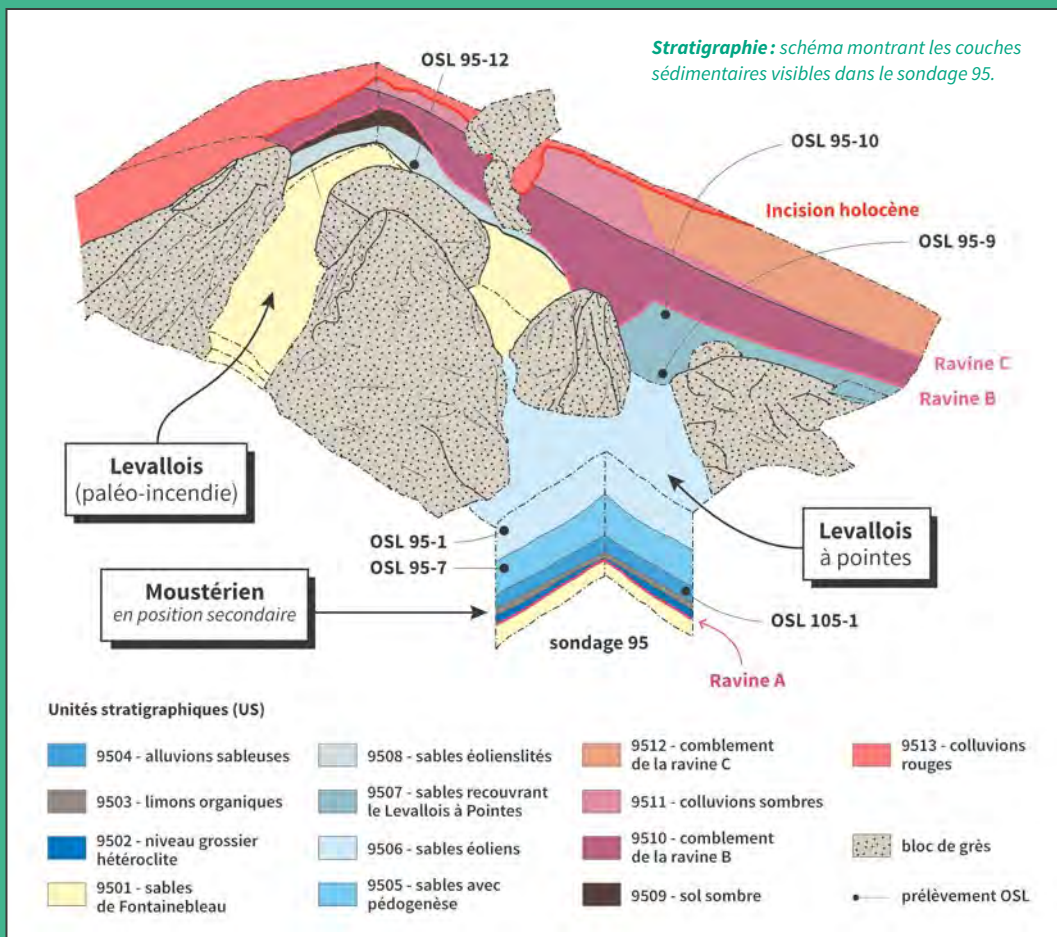 Stratigraphie : schéma montrant les couches
sédimentaires visibles dans le sondage 95.
OSL 95-12
OSL 95-10
Incision holocène
OSL 95-9
Ravine C
Ravine B
Levallois
(paléo-incendie)
Levallois
à pointes
OSL 95-1
OSL 95-7
Moustérien
en position secondaire
OSL 105-1
sondage 95
Ravine A
Unités stratigraphiques (US)
9504 - alluvions sableuses
9503 - limons organiques
9502 - niveau grossier
hétéroclite
9501 - sables
de Fontainebleau
9508 - sables éolienslités
9507 - sables recouvrant
le Levallois à Pointes
9506 - sables éoliens
9505 - sables avec
pédogenèse
9512 - comblement
de la ravine C
9511 - colluvions sombres
9510 - comblement
de la ravine B
9509 - sol sombre
9513 - colluvions
rouges
bloc de grès
prélèvement OSL